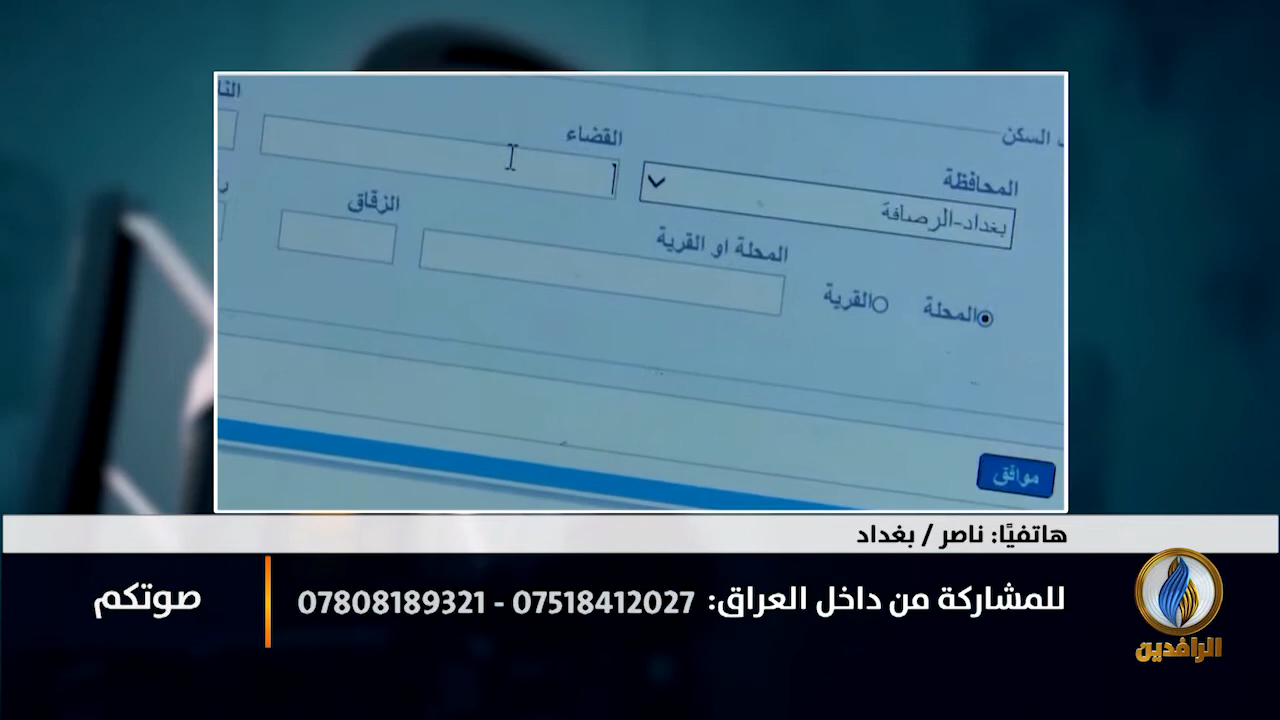 السكن
المحافظة
القضاء
بغداد-الرصافة
المحلة
القرية
المحلة او القرية
الزقاق
موافق
هاتفيًا: ناصر / بغداد
للمشاركة من داخل العراق: 07518412027 - 07808189321
صوتكم
الرافدين